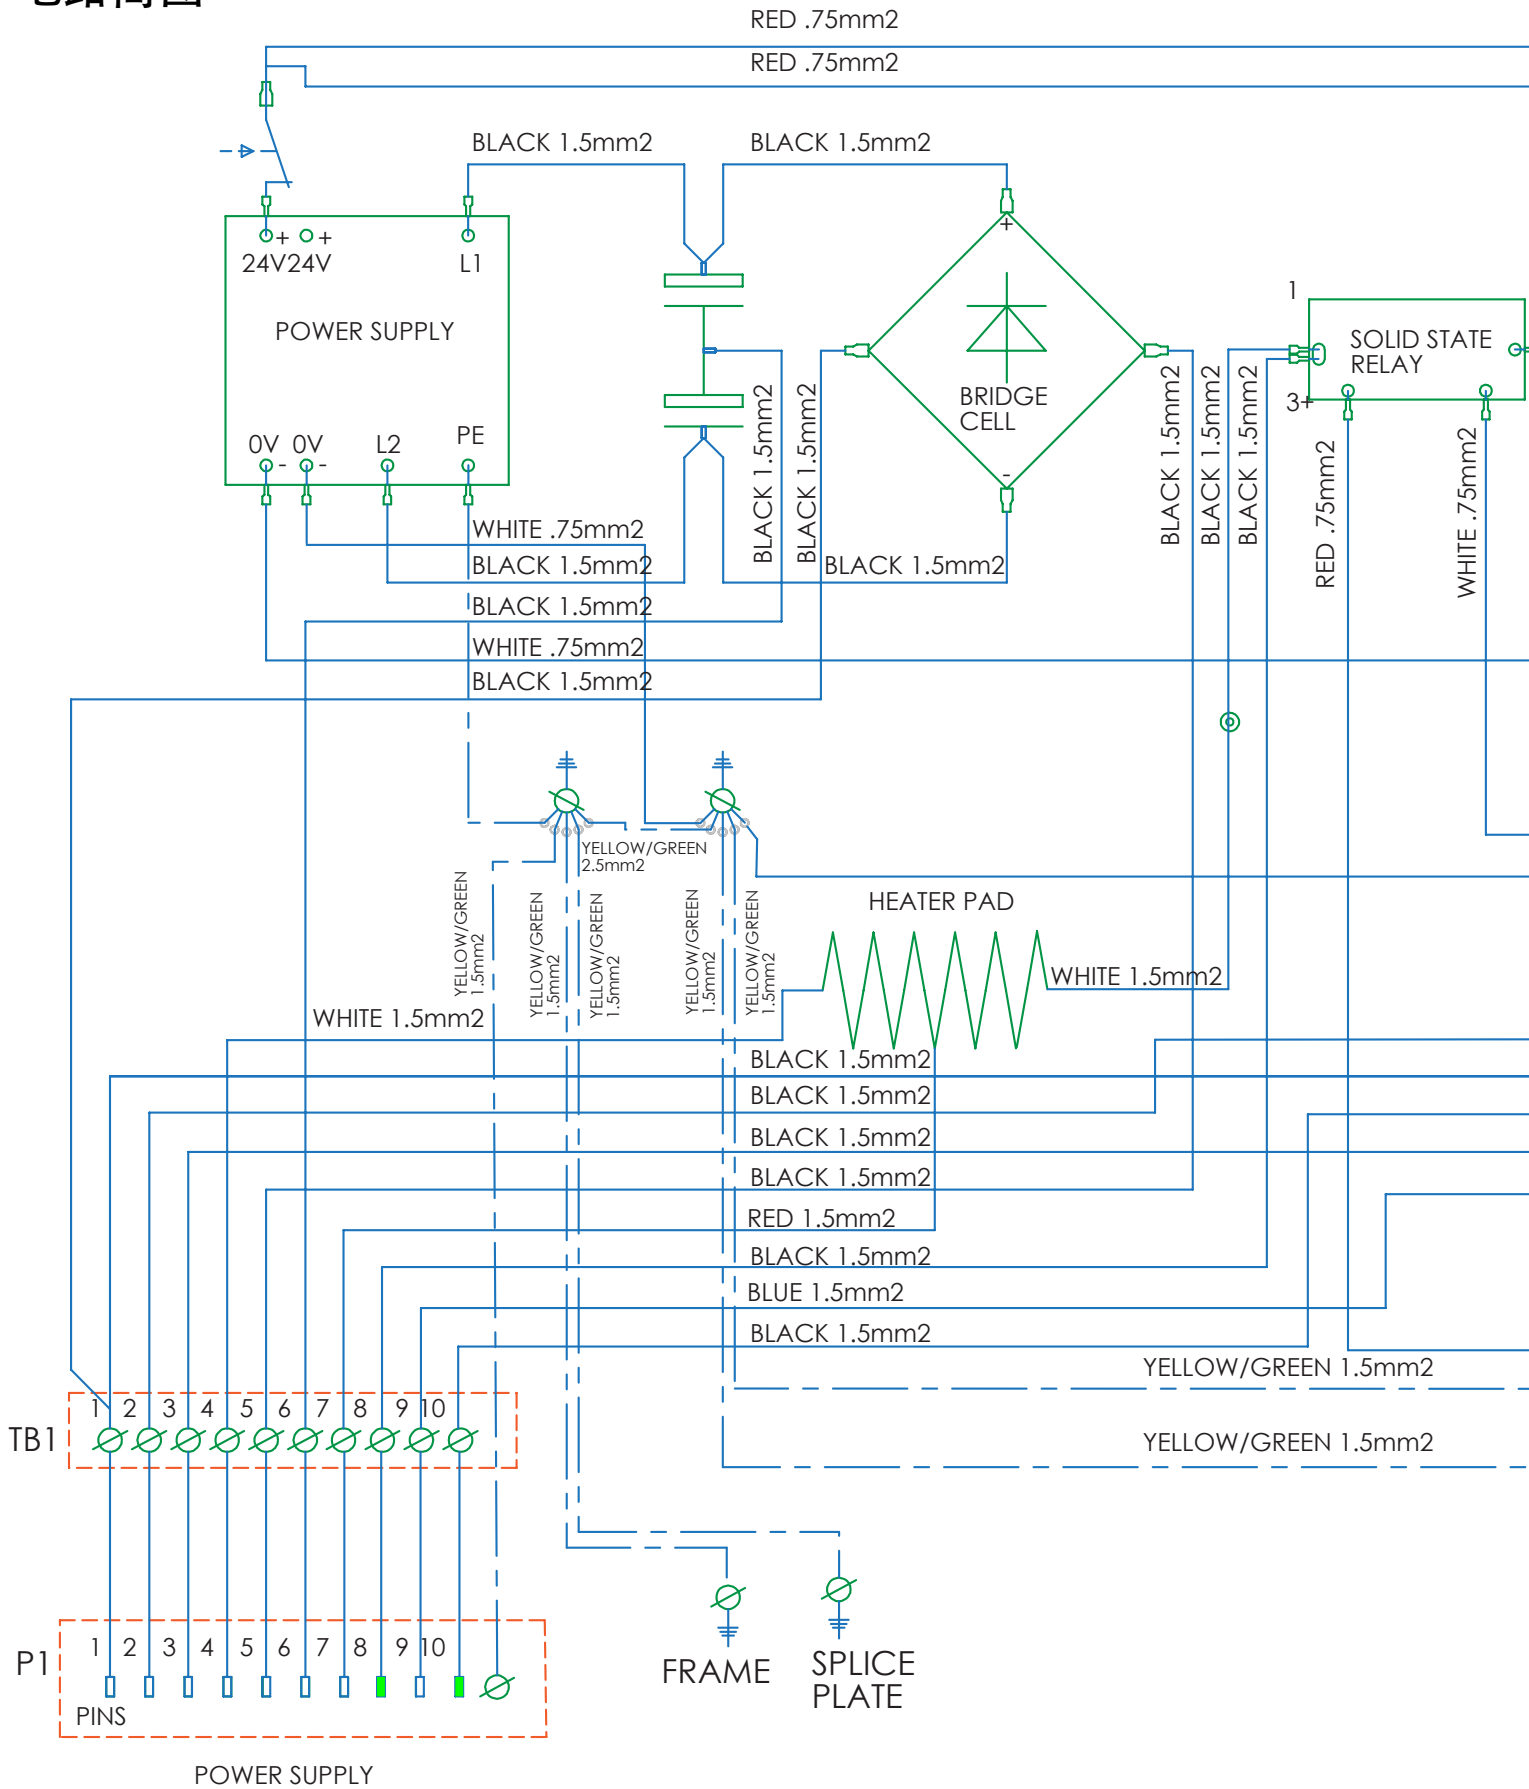 电路简图
RED .75mm2
RED .75mm2
BLACK 1.5mm2
BLACK 1.5mm2
+
+
24V
24V
L1
POWER SUPPLY
0V
0V
L2
PE
-
-
+
BRIDGE
CELL
-
1
SOLID STATE
RELAY
3+
BLACK 1.5mm2
BLACK 1.5mm2
BLACK 1.5mm2
BLACK 1.5mm2
BLACK 1.5mm2
RED .75mm2
WHITE .75mm2
WHITE .75mm2
BLACK 1.5mm2
BLACK 1.5mm2
BLACK 1.5mm2
WHITE .75mm2
BLACK 1.5mm2
YELLOW/GREEN
2.5mm2
YELLOW/GREEN
1.5mm2
YELLOW/GREEN
1.5mm2
YELLOW/GREEN
1.5mm2
YELLOW/GREEN
1.5mm2
YELLOW/GREEN
1.5mm2
HEATER PAD
WHITE 1.5mm2
WHITE 1.5mm2
BLACK 1.5mm2
BLACK 1.5mm2
BLACK 1.5mm2
BLACK 1.5mm2
RED 1.5mm2
BLACK 1.5mm2
BLUE 1.5mm2
BLACK 1.5mm2
YELLOW/GREEN 1.5mm2
YELLOW/GREEN 1.5mm2
TB1
1 2 3 4 5 6 7 8 9 10
P1
1 2 3 4 5 6 7 8 9 10
PINS
FRAME
SPLICE
PLATE
POWER SUPPLY